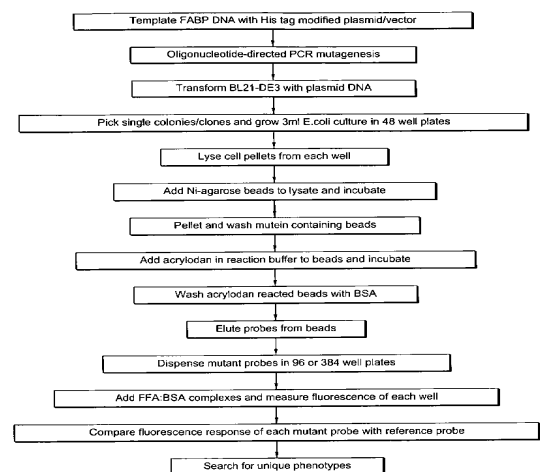 Template FABP DNA with His tag modified plasmid/vector
Oligonucleotide-directed PCR mutagenesis
Transform BL21-DE3 with plasmid DNA
Pick single colonies/clones and grow 3ml E.coli culture in 48 well plates
Lyse cell pellets from each well
Add Ni-agarose beads to lysate and incubate
Pellet and wash mutein containing beads
Add acrylodan in reaction buffer to beads and incubate
Wash acrylodan reacted beads with BSA
Elute probes from beads
Dispense mutant probes in 96 or 384 well plates
Add FFA:BSA complexes and measure fluorescence of each well
Compare fluorescence response of each mutant probe with reference probe
Search for unique phenotypes